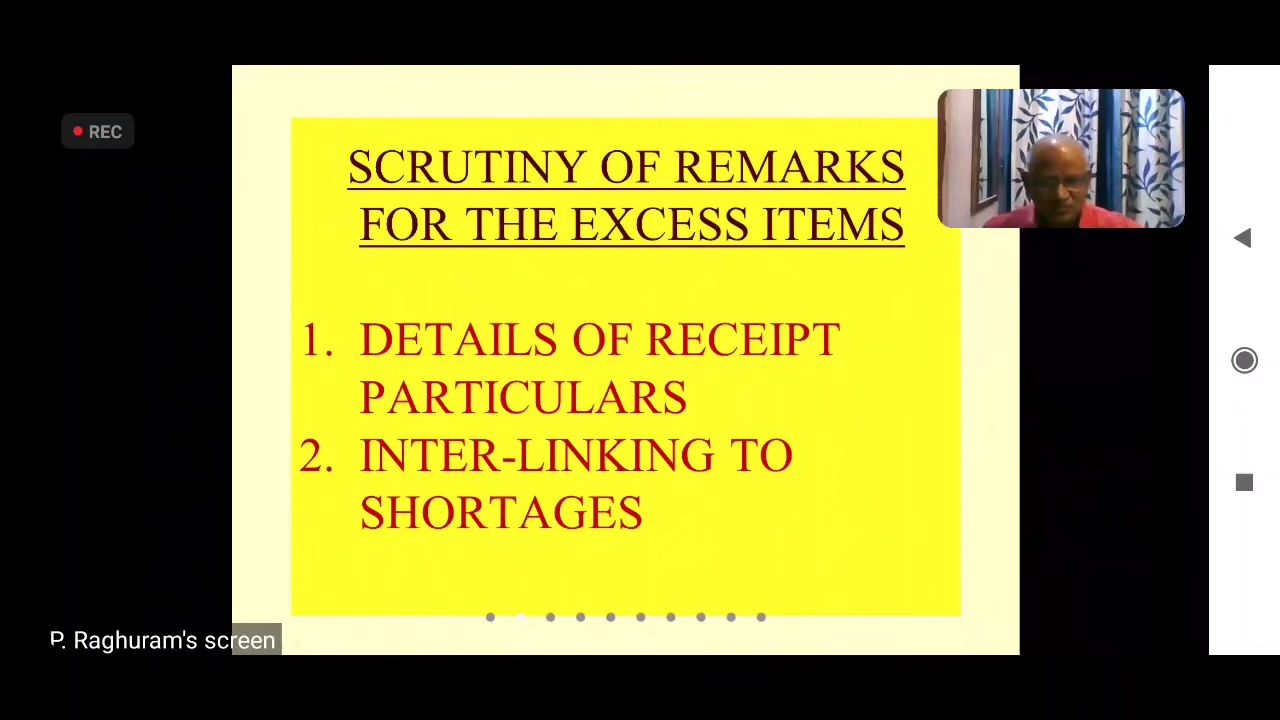 REC
SCRUTINY OF REMARKS
FOR THE EXCESS ITEMS
1. DETAILS OF RECEIPT
PARTICULARS
2. INTER-LINKING TO
SHORTAGES
P. Raghuram's screen